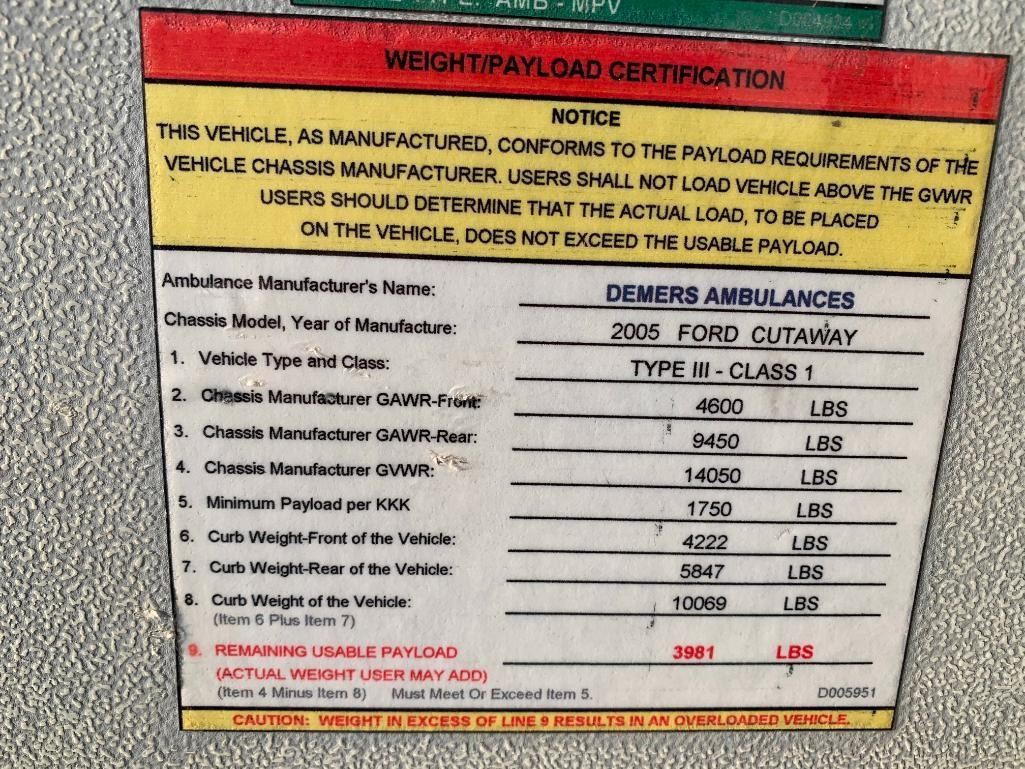 AMB - MPV
WEIGHT/PAYLOAD CERTIFICATION
NOTICE
THIS VEHICLE, AS MANUFACTURED, CONFORMS TO THE PAYLOAD REQUIREMENTS OF THE
VEHICLE CHASSIS MANUFACTURER. USERS SHALL NOT LOAD VEHICLE ABOVE THE GVWR
USERS SHOULD DETERMINE THAT THE ACTUAL LOAD, TO BE PLACED
ON THE VEHICLE, DOES NOT EXCEED THE USABLE PAYLOAD.
Ambulance Manufacturer's Name: DEMERS AMBULANCES
Chassis Model, Year of Manufacture: 2005 FORD CUTAWAY
1. Vehicle Type and Class: TYPE III - CLASS 1
2. Chassis Manufacturer GAWR-Front: 4600 LBS
3. Chassis Manufacturer GAWR-Rear: 9450 LBS
4. Chassis Manufacturer GVWR: 14050 LBS
5. Minimum Payload per KKK 1750 LBS
6. Curb Weight-Front of the Vehicle: 4222 LBS
7. Curb Weight-Rear of the Vehicle: 5847 LBS
8. Curb Weight of the Vehicle: 10069 LBS
(Item 6 Plus Item 7)
9. REMAINING USABLE PAYLOAD 3981 LBS
(ACTUAL WEIGHT USER MAY ADD)
(Item 4 Minus Item 8) Must Meet Or Exceed Item 5. D005951
CAUTION: WEIGHT IN EXCESS OF LINE 9 RESULTS IN AN OVERLOADED VEHICLE.